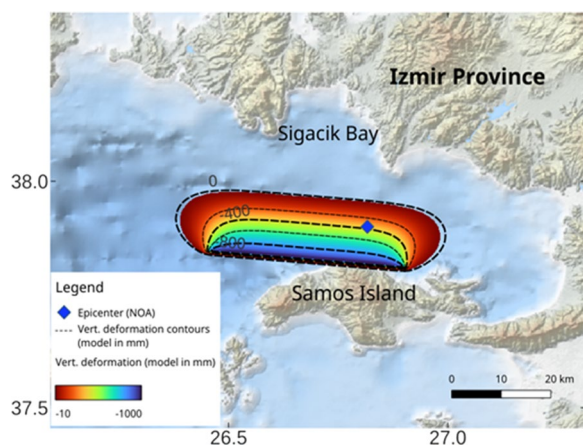 Izmir Province
Sigacik Bay
38.0
0
-400
-800
Samos Island
Legend
Epicenter (NOA)
Vert. deformation contours
(model in mm)
Vert. deformation (model in mm)
-10 -1000
0 10 20 km
37.5
26.5 27.0